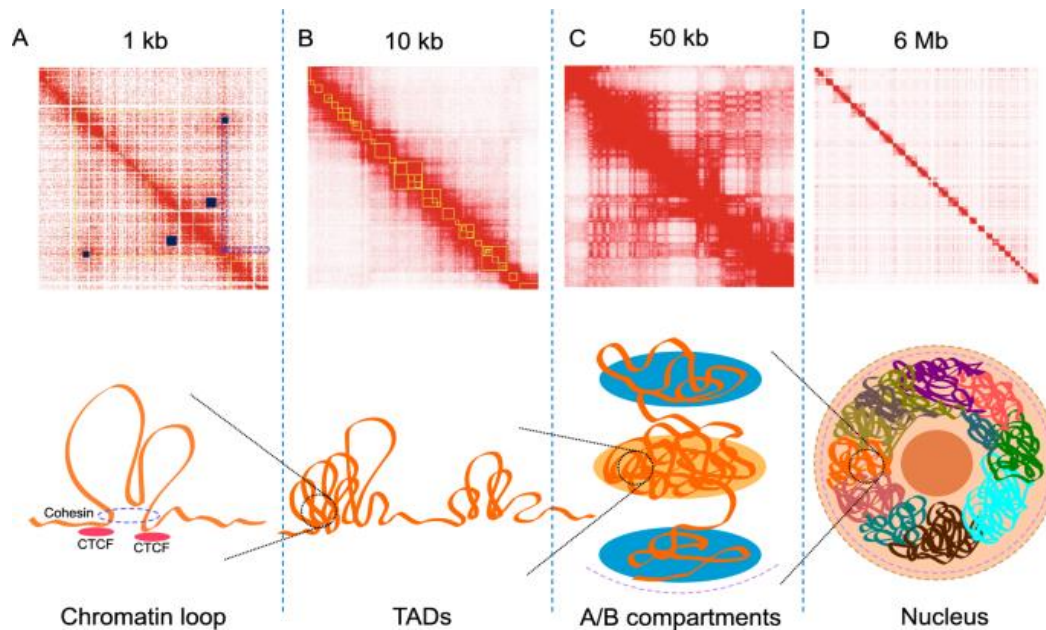 A 1 kb B 10 kb C 50 kb D 6 Mb
Cohesin
CTCF CTCF
Chromatin loop TADs A/B compartments Nucleus